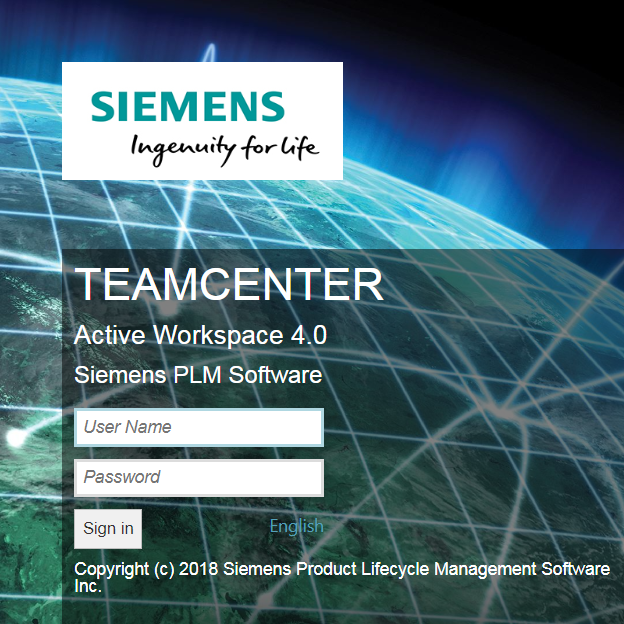 SIEMENS
Ingenuity for life
TEAMCENTER
Active Workspace 4.0
Siemens PLM Software
User Name
Password
Sign in
English
Copyright (c) 2018 Siemens Product Lifecycle Management Software
Inc.